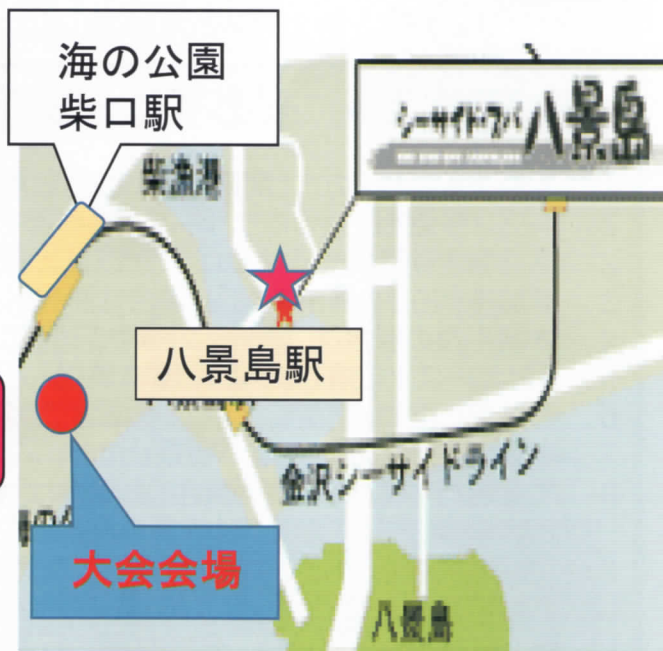 海の公園
柴口駅
シーサイド・スパ 八景島
柴漁港
八景島駅
金沢シーサイドライン
大会会場
八景島